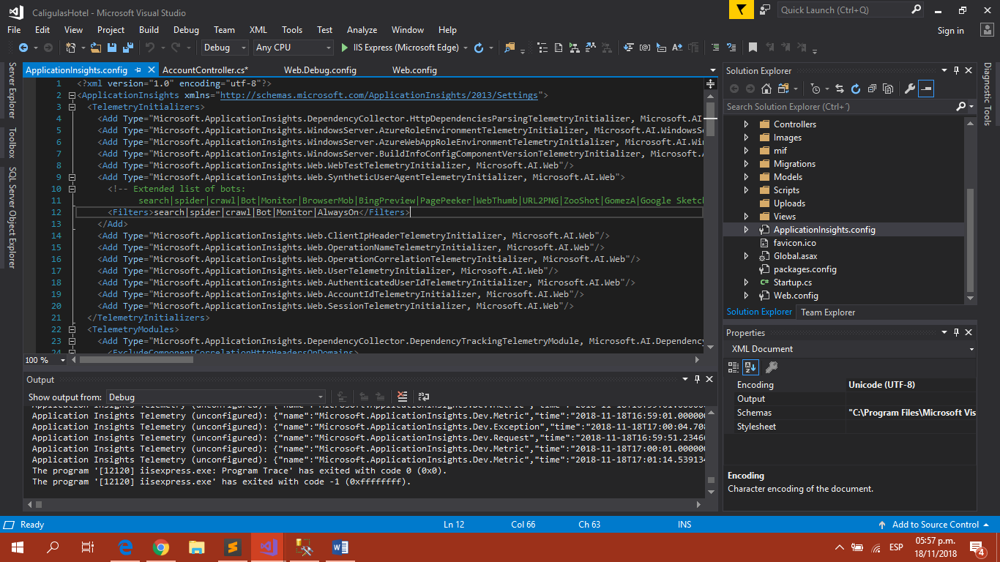 CaligulasHotel - Microsoft Visual Studio
Quick Launch (Ctrl+Q)
File Edit View Project Build Debug Team XML Tools Test Analyze Window Help
Sign in
Debug Any CPU IIS Express (Microsoft Edge)
Server Explorer
Toolbox
SQL Server Object Explorer
ApplicationInsights.config AccountController.cs* Web.Debug.config Web.config
1 <?xml version="1.0" encoding="utf-8"?>
2 <ApplicationInsights xmlns="http://schemas.microsoft.com/ApplicationInsights/2013/Settings">
3 <TelemetryInitializers>
4 <Add Type="Microsoft.ApplicationInsights.DependencyCollector.HttpDependenciesParsingTelemetryInitializer, Microsoft.AI
5 <Add Type="Microsoft.ApplicationInsights.WindowsServer.AzureRoleEnvironmentTelemetryInitializer, Microsoft.AI.WindowsSe
6 <Add Type="Microsoft.ApplicationInsights.WindowsServer.AzureWebAppRoleEnvironmentTelemetryInitializer, Microsoft.AI.Win
7 <Add Type="Microsoft.ApplicationInsights.WindowsServer.BuildInfoConfigComponentVersionTelemetryInitializer, Microsoft.A
8 <Add Type="Microsoft.ApplicationInsights.Web.WebTestTelemetryInitializer, Microsoft.AI.Web"/>
9 <Add Type="Microsoft.ApplicationInsights.Web.SyntheticUserAgentTelemetryInitializer, Microsoft.AI.Web">
10 <!-- Extended list of bots:
11 search|spider|crawl|Bot|Monitor|BrowserMob|BingPreview|PagePeeker|WebThumb|URL2PNG|ZooShot|GomezA|Google Sketch
12 <Filters>search|spider|crawl|Bot|Monitor|AlwaysOn</Filters>
13 </Add>
14 <Add Type="Microsoft.ApplicationInsights.Web.ClientIpHeaderTelemetryInitializer, Microsoft.AI.Web"/>
15 <Add Type="Microsoft.ApplicationInsights.Web.OperationNameTelemetryInitializer, Microsoft.AI.Web"/>
16 <Add Type="Microsoft.ApplicationInsights.Web.OperationCorrelationTelemetryInitializer, Microsoft.AI.Web"/>
17 <Add Type="Microsoft.ApplicationInsights.Web.UserTelemetryInitializer, Microsoft.AI.Web"/>
18 <Add Type="Microsoft.ApplicationInsights.Web.AuthenticatedUserIdTelemetryInitializer, Microsoft.AI.Web"/>
19 <Add Type="Microsoft.ApplicationInsights.Web.AccountIdTelemetryInitializer, Microsoft.AI.Web"/>
20 <Add Type="Microsoft.ApplicationInsights.Web.SessionTelemetryInitializer, Microsoft.AI.Web"/>
21 </TelemetryInitializers>
22 <TelemetryModules>
23 <Add Type="Microsoft.ApplicationInsights.DependencyCollector.DependencyTrackingTelemetryModule, Microsoft.AI.Dependency
24 <ExcludeComponentCorrelationHttpHeadersOnDomains>
100 %
Output
Show output from: Debug
Application Insights Telemetry (unconfigured): {"name":"Microsoft.ApplicationInsights.Dev.Metric","time":"2018-11-18T16:59:01.00000
Application Insights Telemetry (unconfigured): {"name":"Microsoft.ApplicationInsights.Dev.Metric","time":"2018-11-18T16:59:01.00000
Application Insights Telemetry (unconfigured): {"name":"Microsoft.ApplicationInsights.Dev.Exception","time":"2018-11-18T17:00:04.708
Application Insights Telemetry (unconfigured): {"name":"Microsoft.ApplicationInsights.Dev.Request","time":"2018-11-18T16:59:51.2346
Application Insights Telemetry (unconfigured): {"name":"Microsoft.ApplicationInsights.Dev.Metric","time":"2018-11-18T17:00:01.00000
Application Insights Telemetry (unconfigured): {"name":"Microsoft.ApplicationInsights.Dev.Metric","time":"2018-11-18T17:01:14.539134
The program '[12120] iisexpress.exe: Program Trace' has exited with code 0 (0x0).
The program '[12120] iisexpress.exe' has exited with code -1 (0xffffffff).
Solution Explorer
Search Solution Explorer (Ctrl+´)
Controllers
Images
mif
Migrations
Models
Scripts
Uploads
Views
ApplicationInsights.config
favicon.ico
Global.asax
packages.config
C# Startup.cs
Web.config
Solution Explorer Team Explorer
Properties
XML Document
Encoding Unicode (UTF-8)
Output
Schemas "C:\Program Files\Microsoft Vis
Stylesheet
Encoding
Character encoding of the document.
Diagnostic Tools
Ready Ln 12 Col 66 Ch 63 INS Add to Source Control
ESP
05:57 p.m.
18/11/2018
4